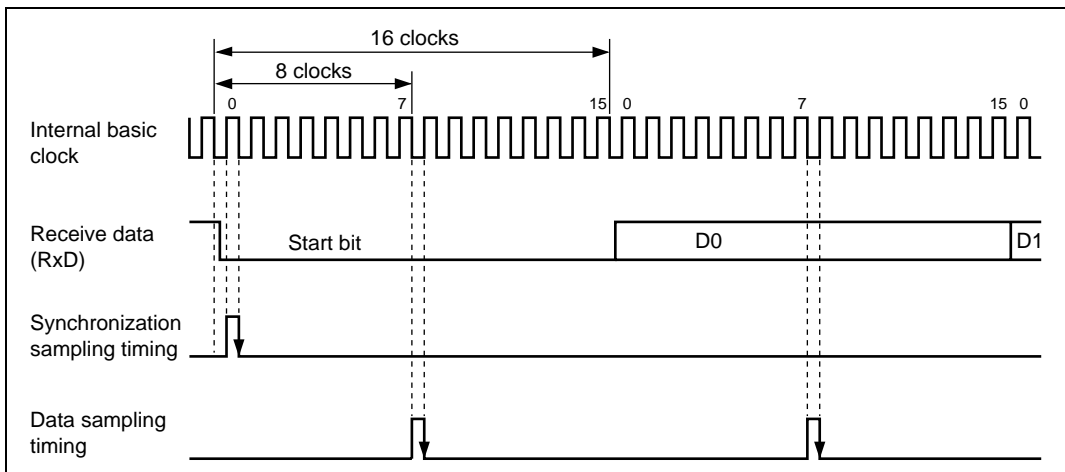 16 clocks
8 clocks
0 7 15 0 7 15 0
Internal basic
clock
Receive data
(RxD)
Start bit D0 D1
Synchronization
sampling timing
Data sampling
timing